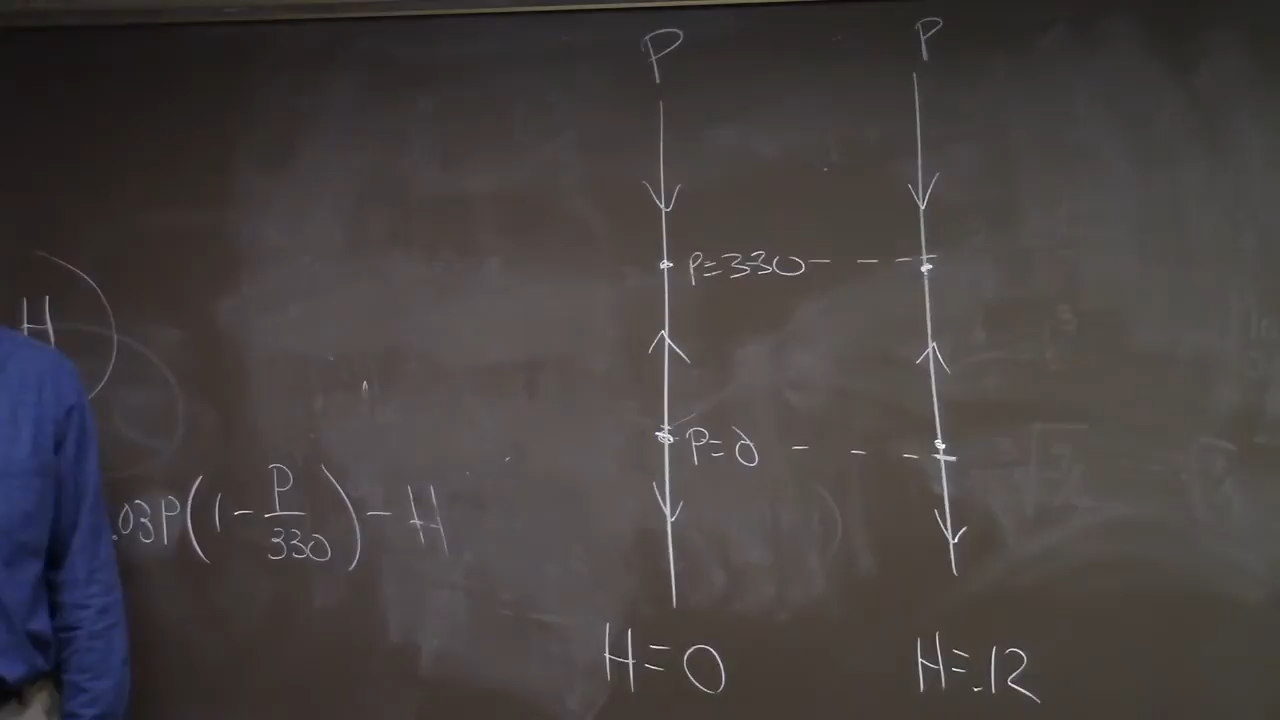 P
P
P=330
H
P=0
.03P(1-P/330)-H
H=0
H=.12